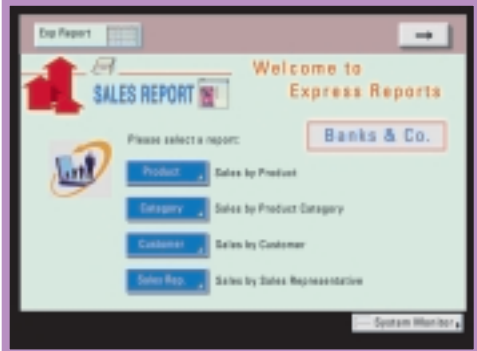 Exp Report
Welcome to
Express Reports
SALES REPORT
Banks & Co.
Please select a report:
Product Sales by Product
Category Sales by Product Category
Customer Sales by Customer
Sales Rep. Sales by Sales Representative
System Monitor